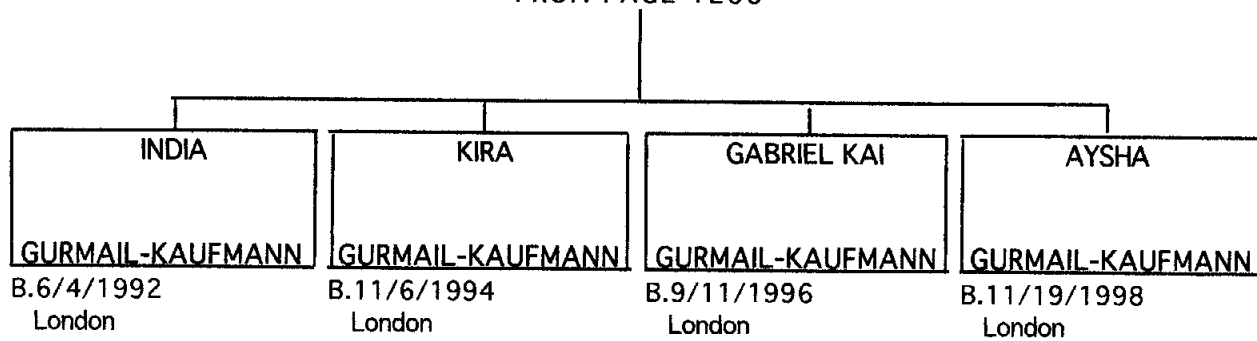 INDIA
GURMAIL-KAUFMANN
B.6/4/1992
London
KIRA
GURMAIL-KAUFMANN
B.11/6/1994
London
GABRIEL KAI
GURMAIL-KAUFMANN
B.9/11/1996
London
AYSHA
GURMAIL-KAUFMANN
B.11/19/1998
London